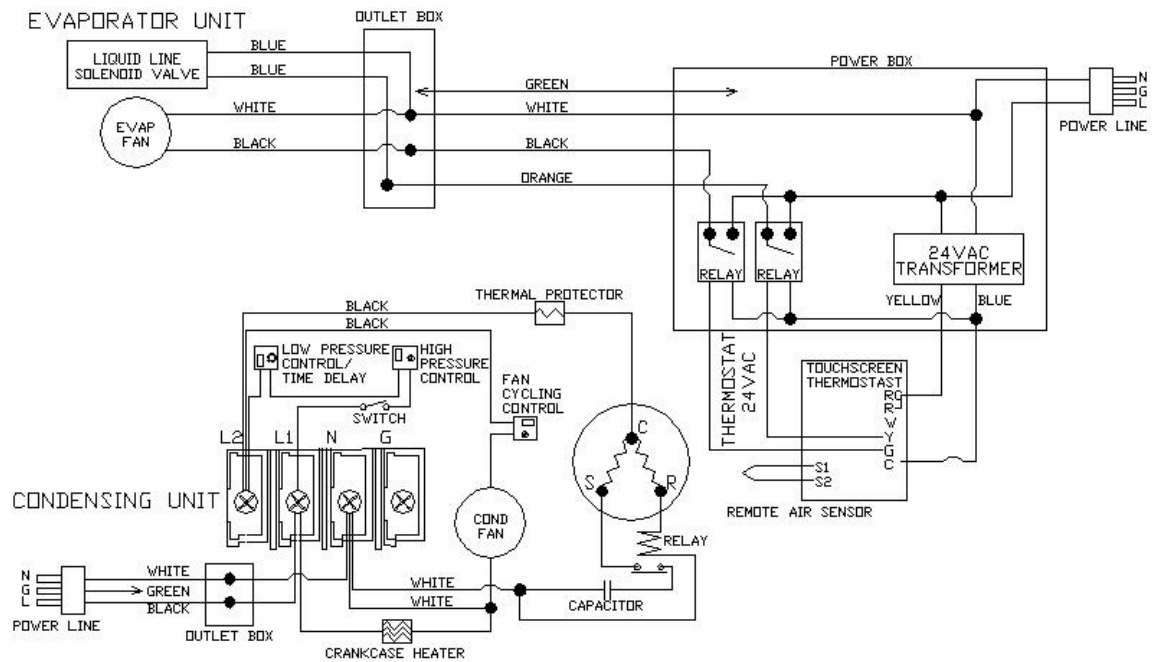 EVAPORATOR UNIT
OUTLET BOX
LIQUID LINE
SOLENOID VALVE
BLUE
BLUE
POWER BOX
GREEN
N
G
L
POWER LINE
EVAP
FAN
WHITE
WHITE
BLACK
BLACK
ORANGE
RELAY
RELAY
24VAC
TRANSFORMER
YELLOW
BLUE
THERMOSTAT
24VAC
TOUCHSCREEN
THERMOSTAST
RC
R
W
Y
G
C
S1
S2
REMOTE AIR SENSOR
THERMAL PROTECTOR
BLACK
BLACK
LOW PRESSURE
CONTROL/
TIME DELAY
HIGH
PRESSURE
CONTROL
FAN
CYCLING
CONTROL
SWITCH
L2
L1
N
G
C
S
R
CONDENSING UNIT
COND
FAN
RELAY
N
G
L
POWER LINE
WHITE
GREEN
BLACK
OUTLET BOX
WHITE
WHITE
CAPACITOR
CRANKCASE HEATER